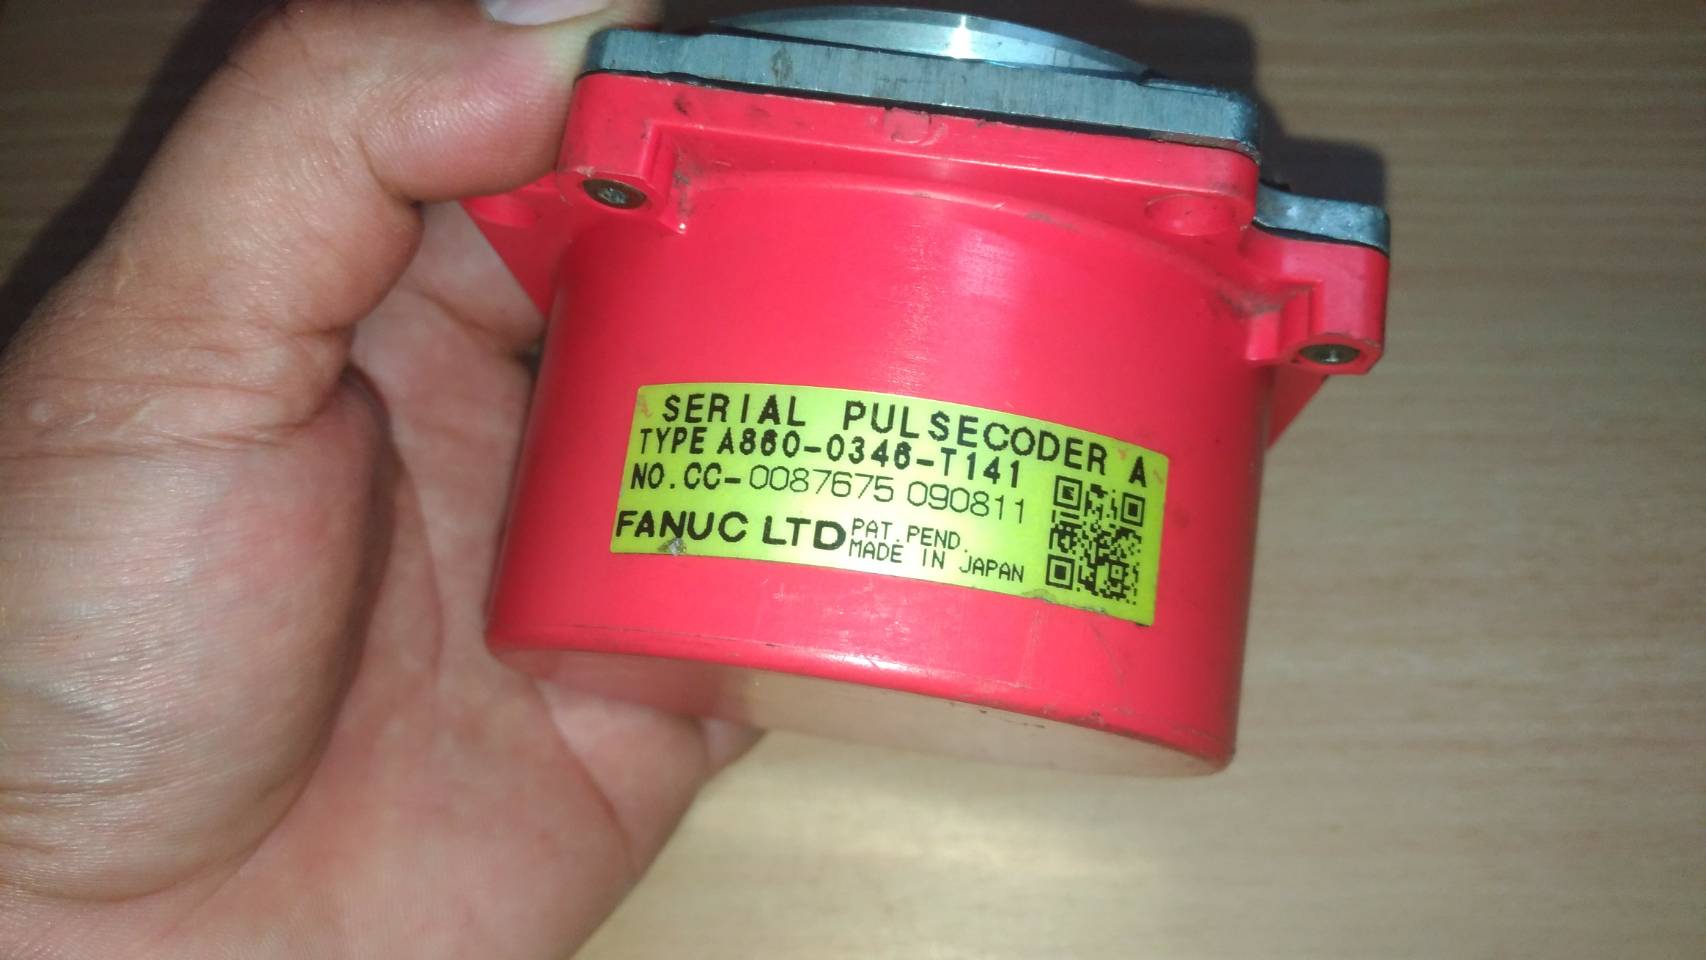 SERIAL PULSECODER A
TYPE A860-0346-T141
NO.CC-0087675 090811
FANUC LTD PAT.PEND.
MADE IN JAPAN